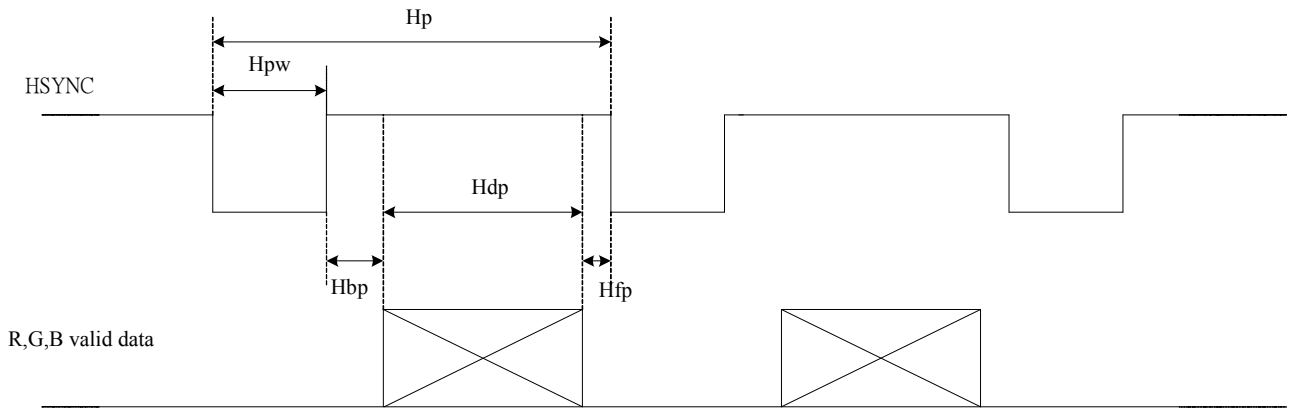 Hp
Hpw
HSYNC
Hdp
Hbp
Hfp
R,G,B valid data